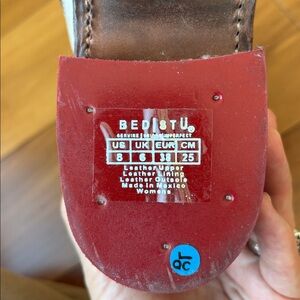 BED|STÜ®
US UK EUR CM
8 6 38 25
Leather Upper
Leather Lining
Leather Outsole
Made in Mexico
Womens